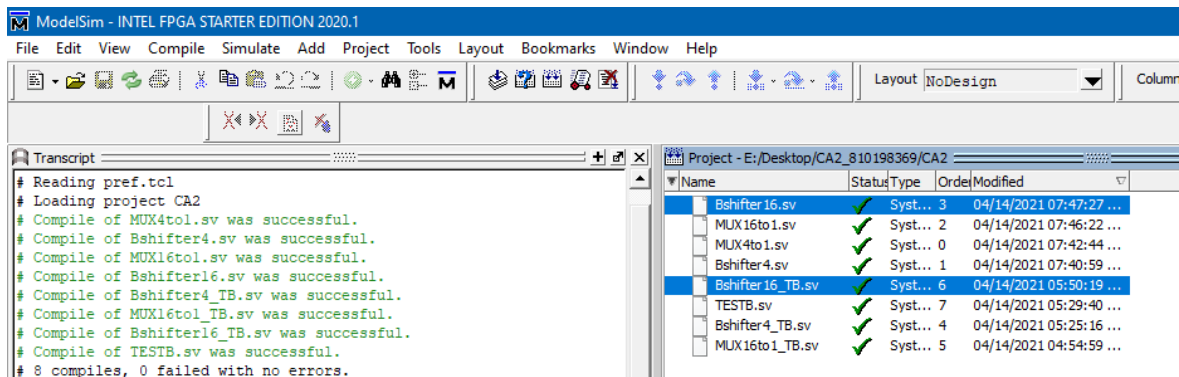 ModelSim - INTEL FPGA STARTER EDITION 2020.1
File Edit View Compile Simulate Add Project Tools Layout Bookmarks Window Help
Layout NoDesign
Column
Transcript
# Reading pref.tcl
# Loading project CA2
# Compile of MUX4to1.sv was successful.
# Compile of Bshifter4.sv was successful.
# Compile of MUX16to1.sv was successful.
# Compile of Bshifter16.sv was successful.
# Compile of Bshifter4_TB.sv was successful.
# Compile of MUX16to1_TB.sv was successful.
# Compile of Bshifter16_TB.sv was successful.
# Compile of TESTB.sv was successful.
# 8 compiles, 0 failed with no errors.
Project - E:/Desktop/CA2_810198369/CA2
Name Status Type Order Modified
Bshifter16.sv Syst... 3 04/14/2021 07:47:27 ...
MUX16to1.sv Syst... 2 04/14/2021 07:46:22 ...
MUX4to1.sv Syst... 0 04/14/2021 07:42:44 ...
Bshifter4.sv Syst... 1 04/14/2021 07:40:59 ...
Bshifter16_TB.sv Syst... 6 04/14/2021 05:50:19 ...
TESTB.sv Syst... 7 04/14/2021 05:29:40 ...
Bshifter4_TB.sv Syst... 4 04/14/2021 05:25:16 ...
MUX16to1_TB.sv Syst... 5 04/14/2021 04:54:59 ...